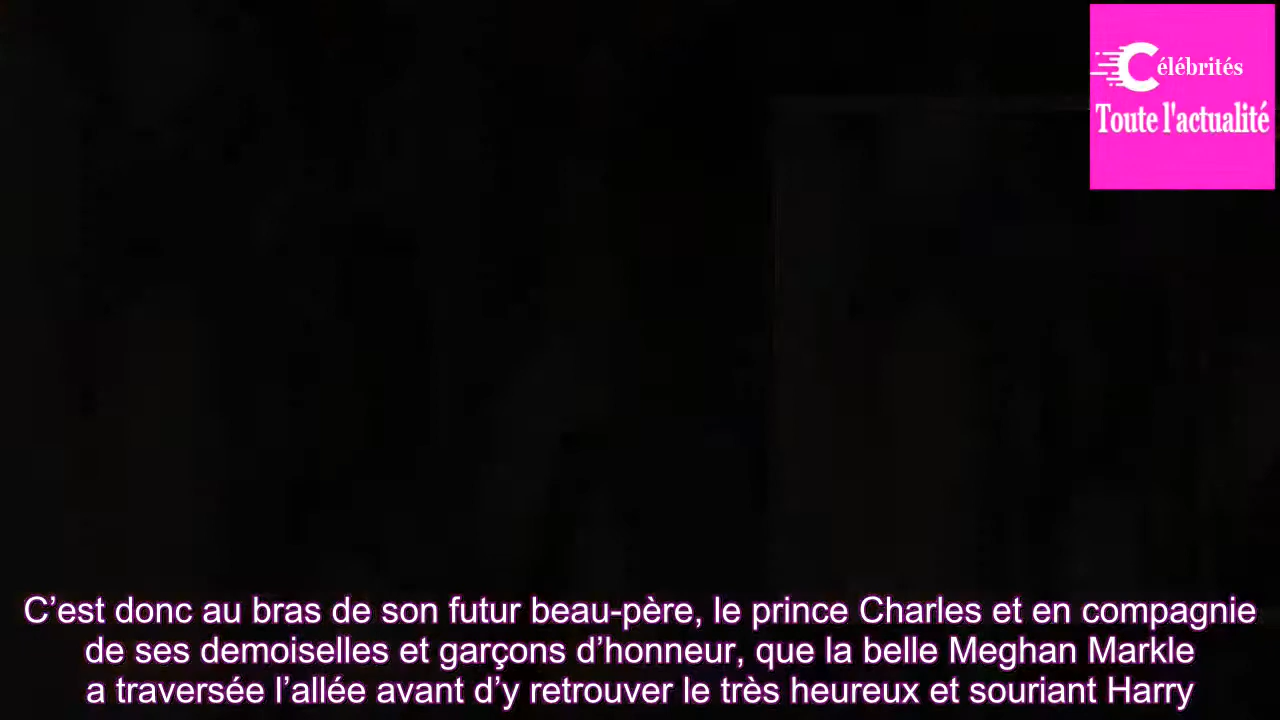 Célébrités
Toute l'actualité
C’est donc au bras de son futur beau-père, le prince Charles et en compagnie
de ses demoiselles et garçons d’honneur, que la belle Meghan Markle
a traversée l’allée avant d’y retrouver le très heureux et souriant Harry